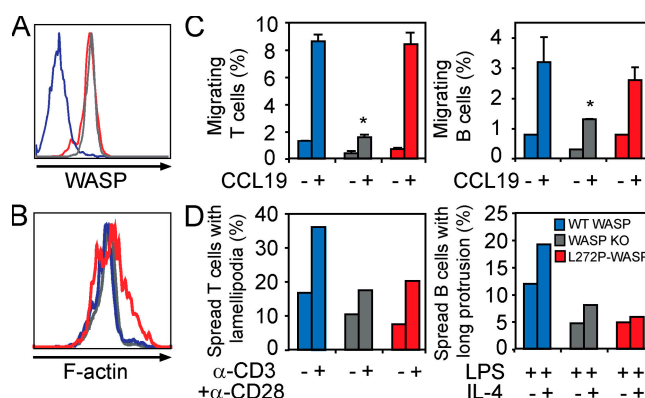 A
WASP
B
F-actin
C
Migrating
T cells (%)
10
8
6
4
2
0
*
CCL19 - + - + - +
Migrating
B cells (%)
4
3
2
1
0
*
CCL19 - + - + - +
D
Spread T cells with
lamellipodia (%)
40
30
20
10
0
α-CD3 - + - + - +
+α-CD28
Spread B cells with
long protrusion (%)
25
20
15
10
5
0
WT WASP
WASP KO
L272P-WASP
LPS + + + + + +
IL-4 - + - + - +